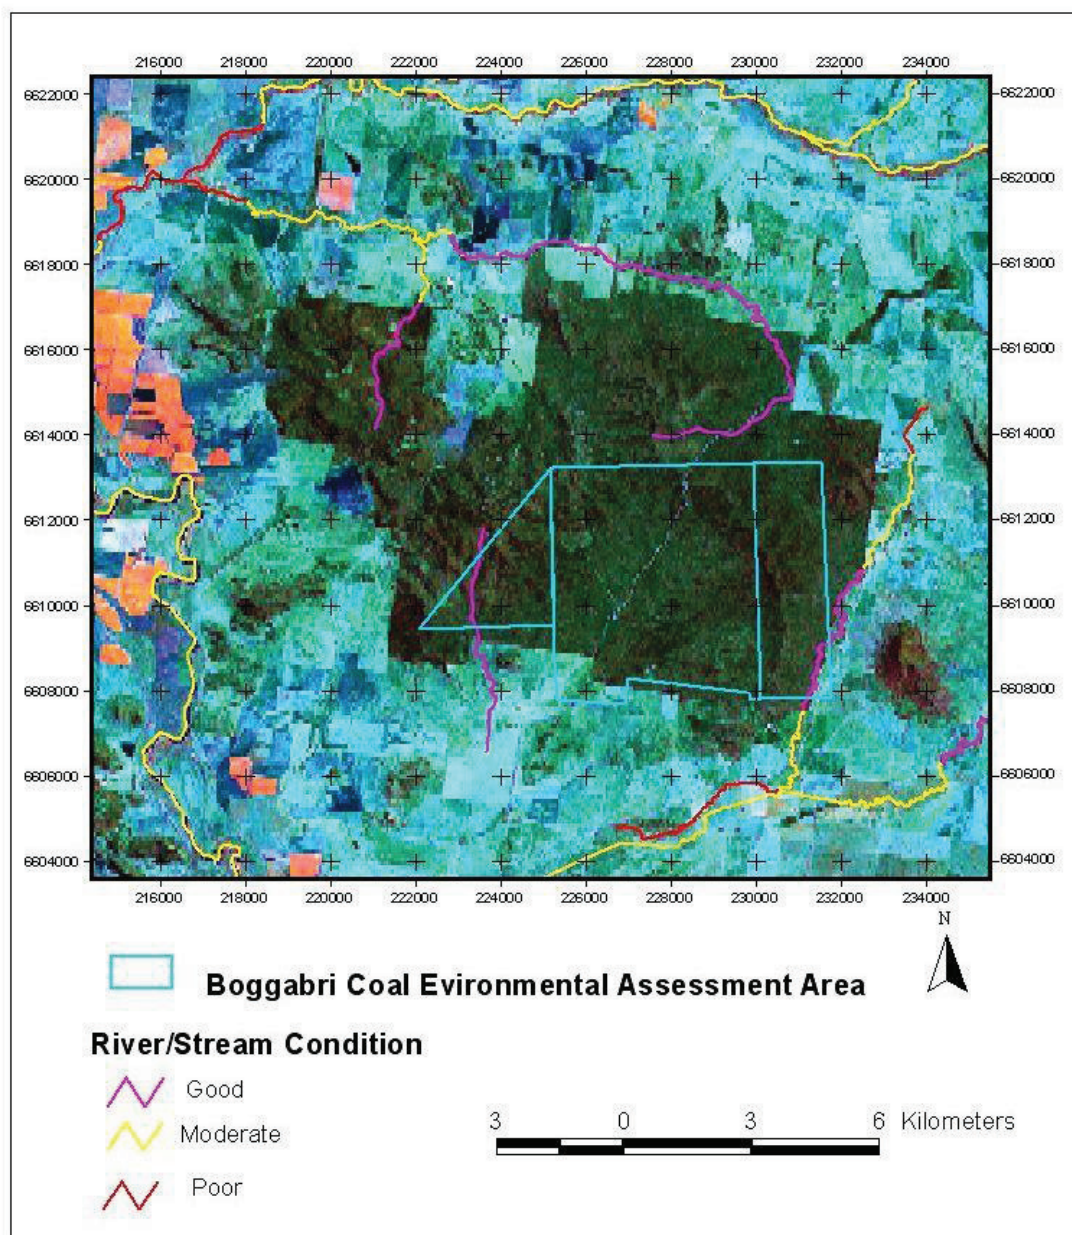 216000 218000 220000 222000 224000 226000 228000 230000 232000 234000
6622000 6622000
6620000 6620000
6618000 6618000
6616000 6616000
6614000 6614000
6612000 6612000
6610000 6610000
6608000 6608000
6606000 6606000
6604000 6604000
216000 218000 220000 222000 224000 226000 228000 230000 232000 234000
N
Boggabri Coal Evironmental Assessment Area
River/Stream Condition
Good
Moderate
Poor
3 0 3 6 Kilometers